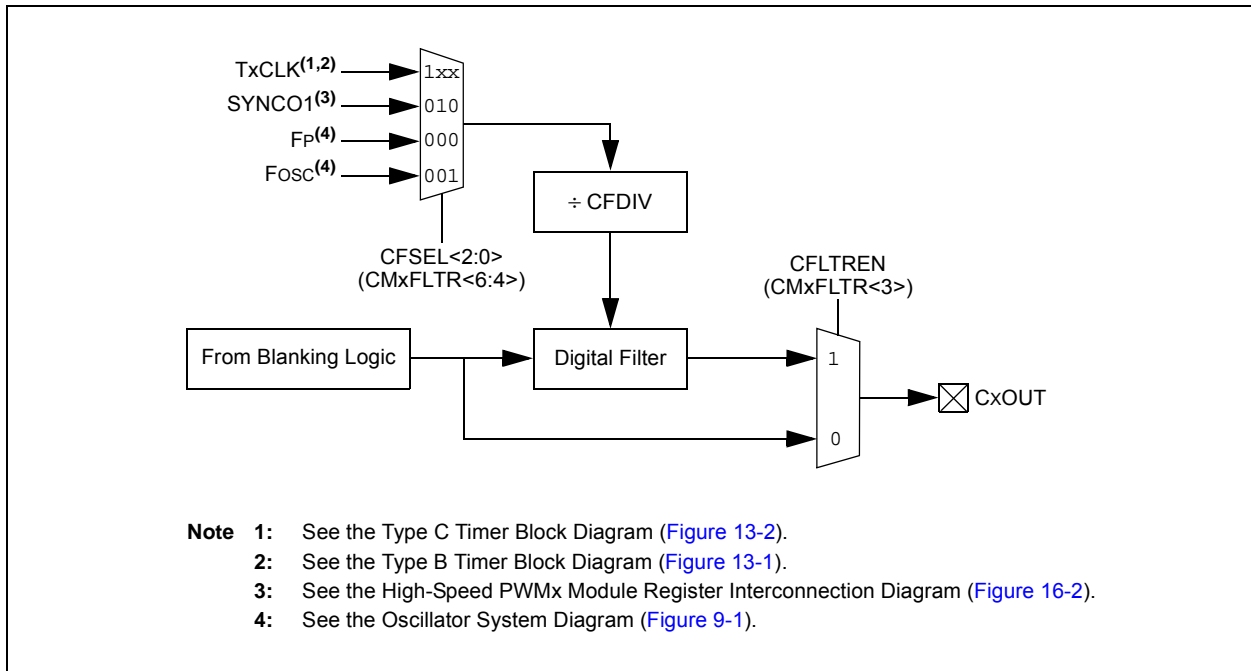 TxCLK(1,2)
SYNCO1(3)
FP(4)
FOSC(4)
1xx
010
000
001
÷ CFDIV
CFSEL<2:0>
(CMxFLTR<6:4>)
CFLTREN
(CMxFLTR<3>)
From Blanking Logic
Digital Filter
1
0
CxOUT
Note 1: See the Type C Timer Block Diagram (Figure 13-2).
2: See the Type B Timer Block Diagram (Figure 13-1).
3: See the High-Speed PWMx Module Register Interconnection Diagram (Figure 16-2).
4: See the Oscillator System Diagram (Figure 9-1).